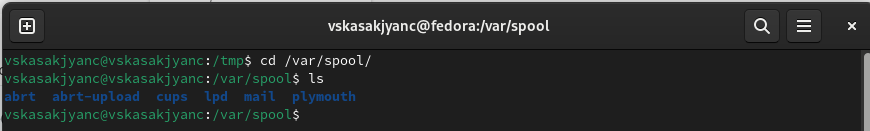 vskasakjyanc@fedora:/var/spool
vskasakjyanc@vskasakjyanc:/tmp$ cd /var/spool/
vskasakjyanc@vskasakjyanc:/var/spool$ ls
abrt  abrt-upload  cups  lpd  mail  plymouth
vskasakjyanc@vskasakjyanc:/var/spool$